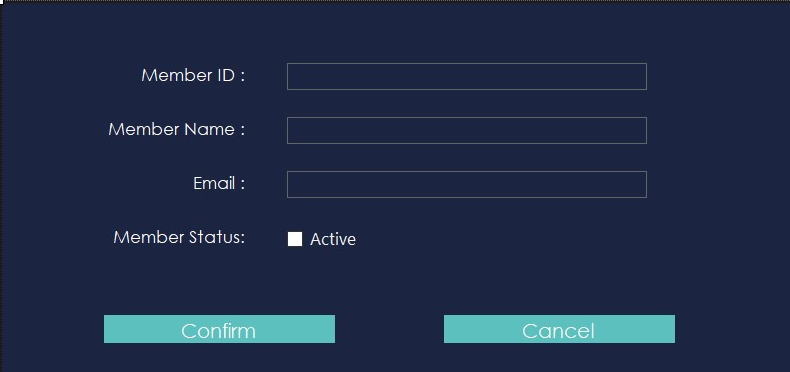 Member ID :
Member Name :
Email :
Member Status:
Active
Confirm
Cancel